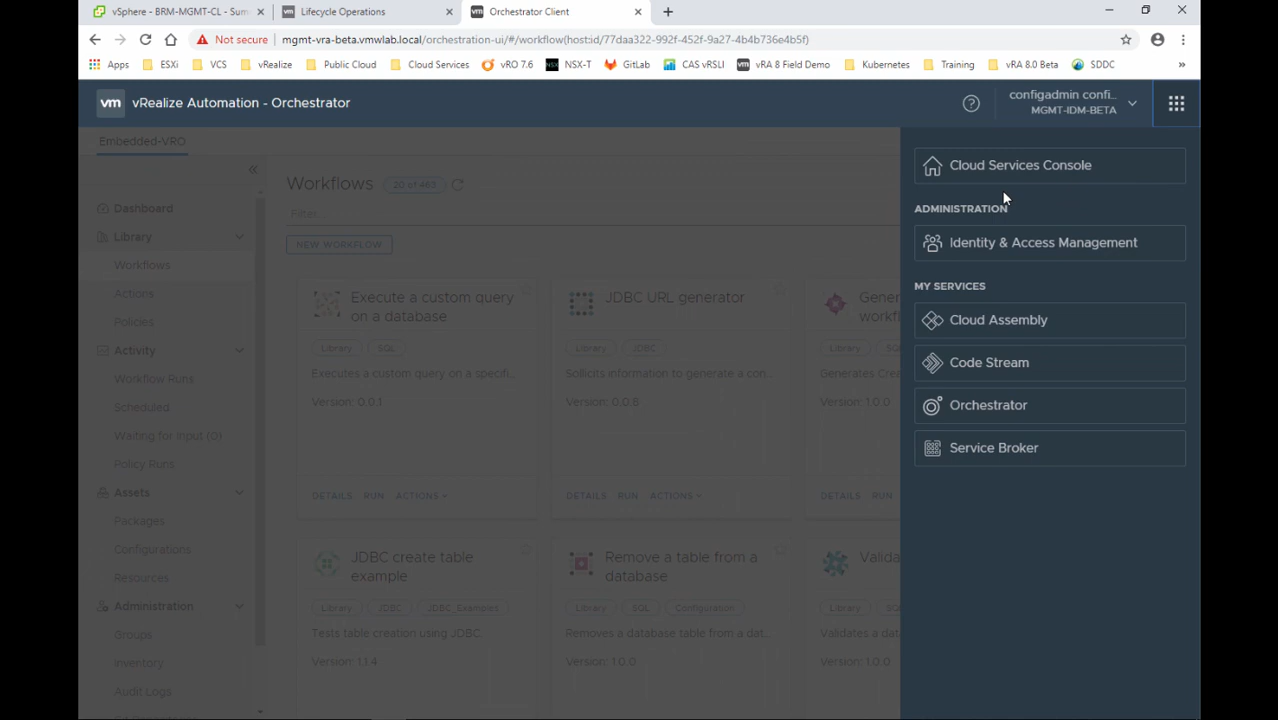 vSphere - BRM-MGMT-CL - Sum
Lifecycle Operations
Orchestrator Client
Not secure
mgmt-vra-beta.vmwlab.local/orchestration-ui/#/workflow(host:id/77daa322-992f-452f-9a27-4b4b736e4b5f)
Apps
ESXi
VCS
vRealize
Public Cloud
Cloud Services
vRO 7.6
NSX-T
GitLab
CAS vRSLI
vRA 8 Field Demo
Kubernetes
Training
vRA 8.0 Beta
SDDC
vm
vRealize Automation - Orchestrator
configadmin confi...
MGMT-IDM-BETA
Embedded-VRO
Dashboard
Library
Workflows
Actions
Policies
Activity
Workflow Runs
Scheduled
Waiting for Input (0)
Policy Runs
Assets
Packages
Configurations
Resources
Administration
Groups
Inventory
Audit Logs
Workflows
20 of 463
Filter...
NEW WORKFLOW
Execute a custom query
on a database
Library
SQL
Executes a custom query on a specifi...
Version: 0.0.1
DETAILS
RUN
ACTIONS
JDBC URL generator
Library
JDBC
Sollicits information to generate a con...
Version: 0.0.8
DETAILS
RUN
ACTIONS
Gener
workfl
Library
Generates Crea
Version: 1.0.0
DETAILS
RUN
JDBC create table
example
Library
JDBC
JDBC_Examples
Tests table creation using JDBC.
Version: 1.1.4
Remove a table from a
database
Library
SQL
Configuration
Removes a database table from a dat...
Version: 1.0.0
Valida
Library
Validates a dat
Version: 1.0.0
Cloud Services Console
ADMINISTRATION
Identity & Access Management
MY SERVICES
Cloud Assembly
Code Stream
Orchestrator
Service Broker